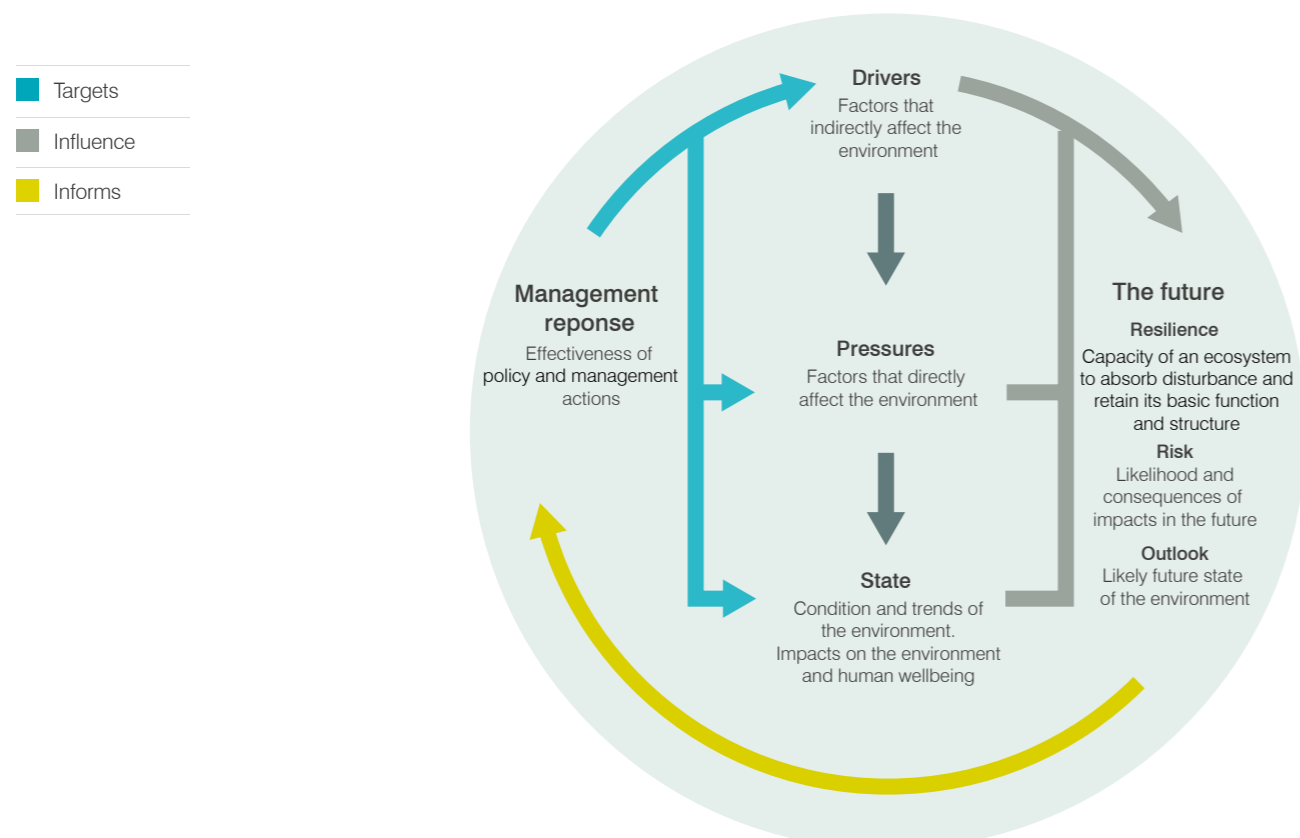 Targets
Influence
Informs
Drivers
Factors that
indirectly affect the
environment
Management
reponse
Effectiveness of
policy and management
actions
Pressures
Factors that directly
affect the environment
State
Condition and trends of
the environment.
Impacts on the environment
and human wellbeing
The future
Resilience
Capacity of an ecosystem
to absorb disturbance and
retain its basic function
and structure
Risk
Likelihood and
consequences of
impacts in the future
Outlook
Likely future state
of the environment